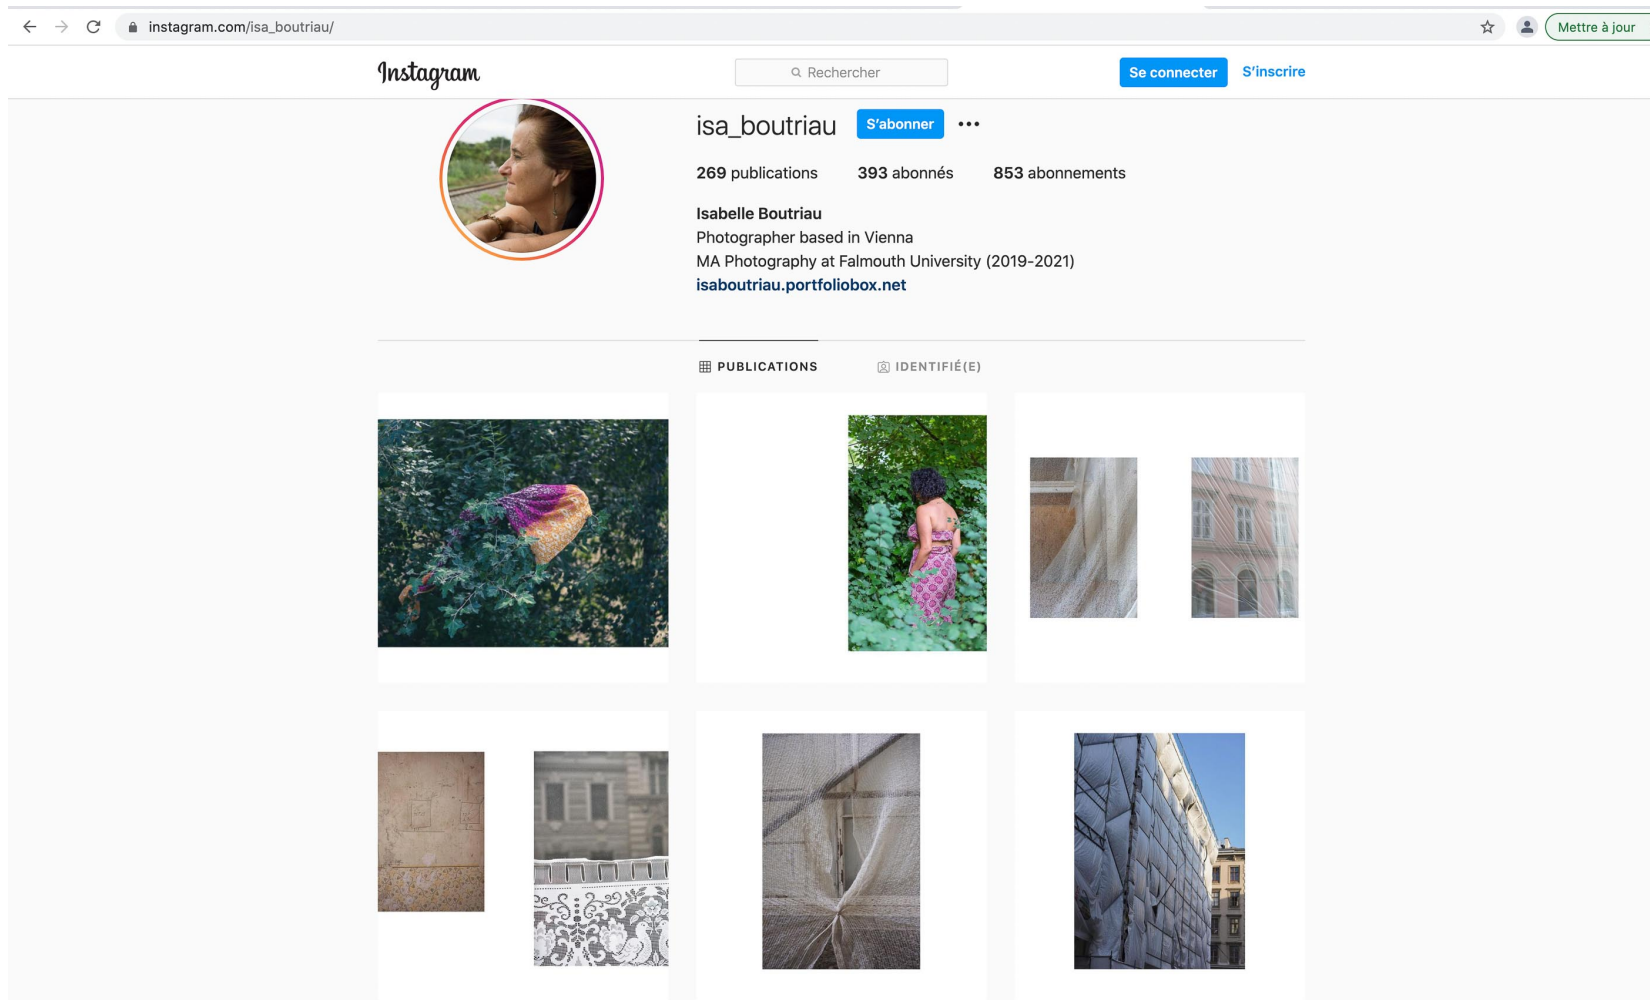 instagram.com/isa_boutriau/
Mettre à jour
Instagram
Rechercher
Se connecter
S'inscrire
isa_boutriau
S'abonner
269 publications 393 abonnés 853 abonnements
Isabelle Boutriau
Photographer based in Vienna
MA Photography at Falmouth University (2019-2021)
isaboutriau.portfoliobox.net
PUBLICATIONS
IDENTIFIÉ(E)